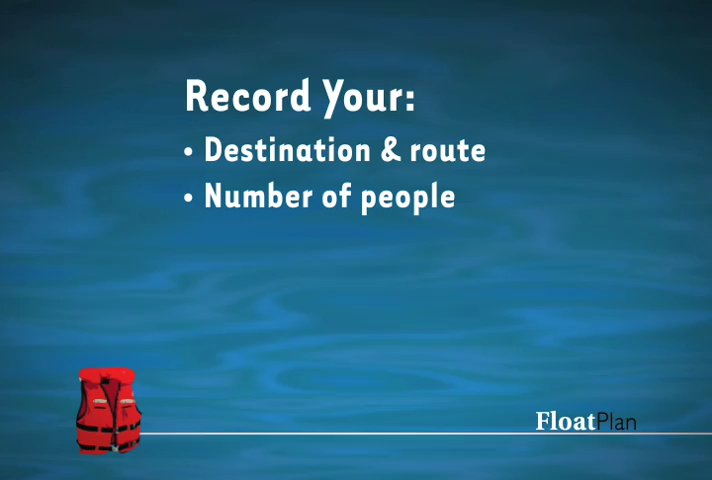 Record Your:
• Destination & route
• Number of people
FloatPlan